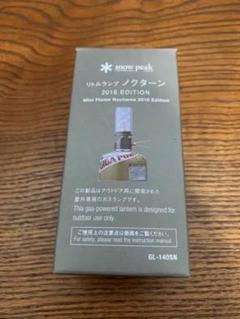 snow peak
リトルランプ ノクターン
2016 EDITION
Mini Flame Nocturne 2016 Edition
GIGA POWER
この製品はアウトドア用に開発された
屋外専用のガスランプです。
This gas-powered lantern is designed for
outdoor use only.
ご使用上の注意点は説明書をご覧ください。
For safety, please read the instruction manual.
GL-140SN